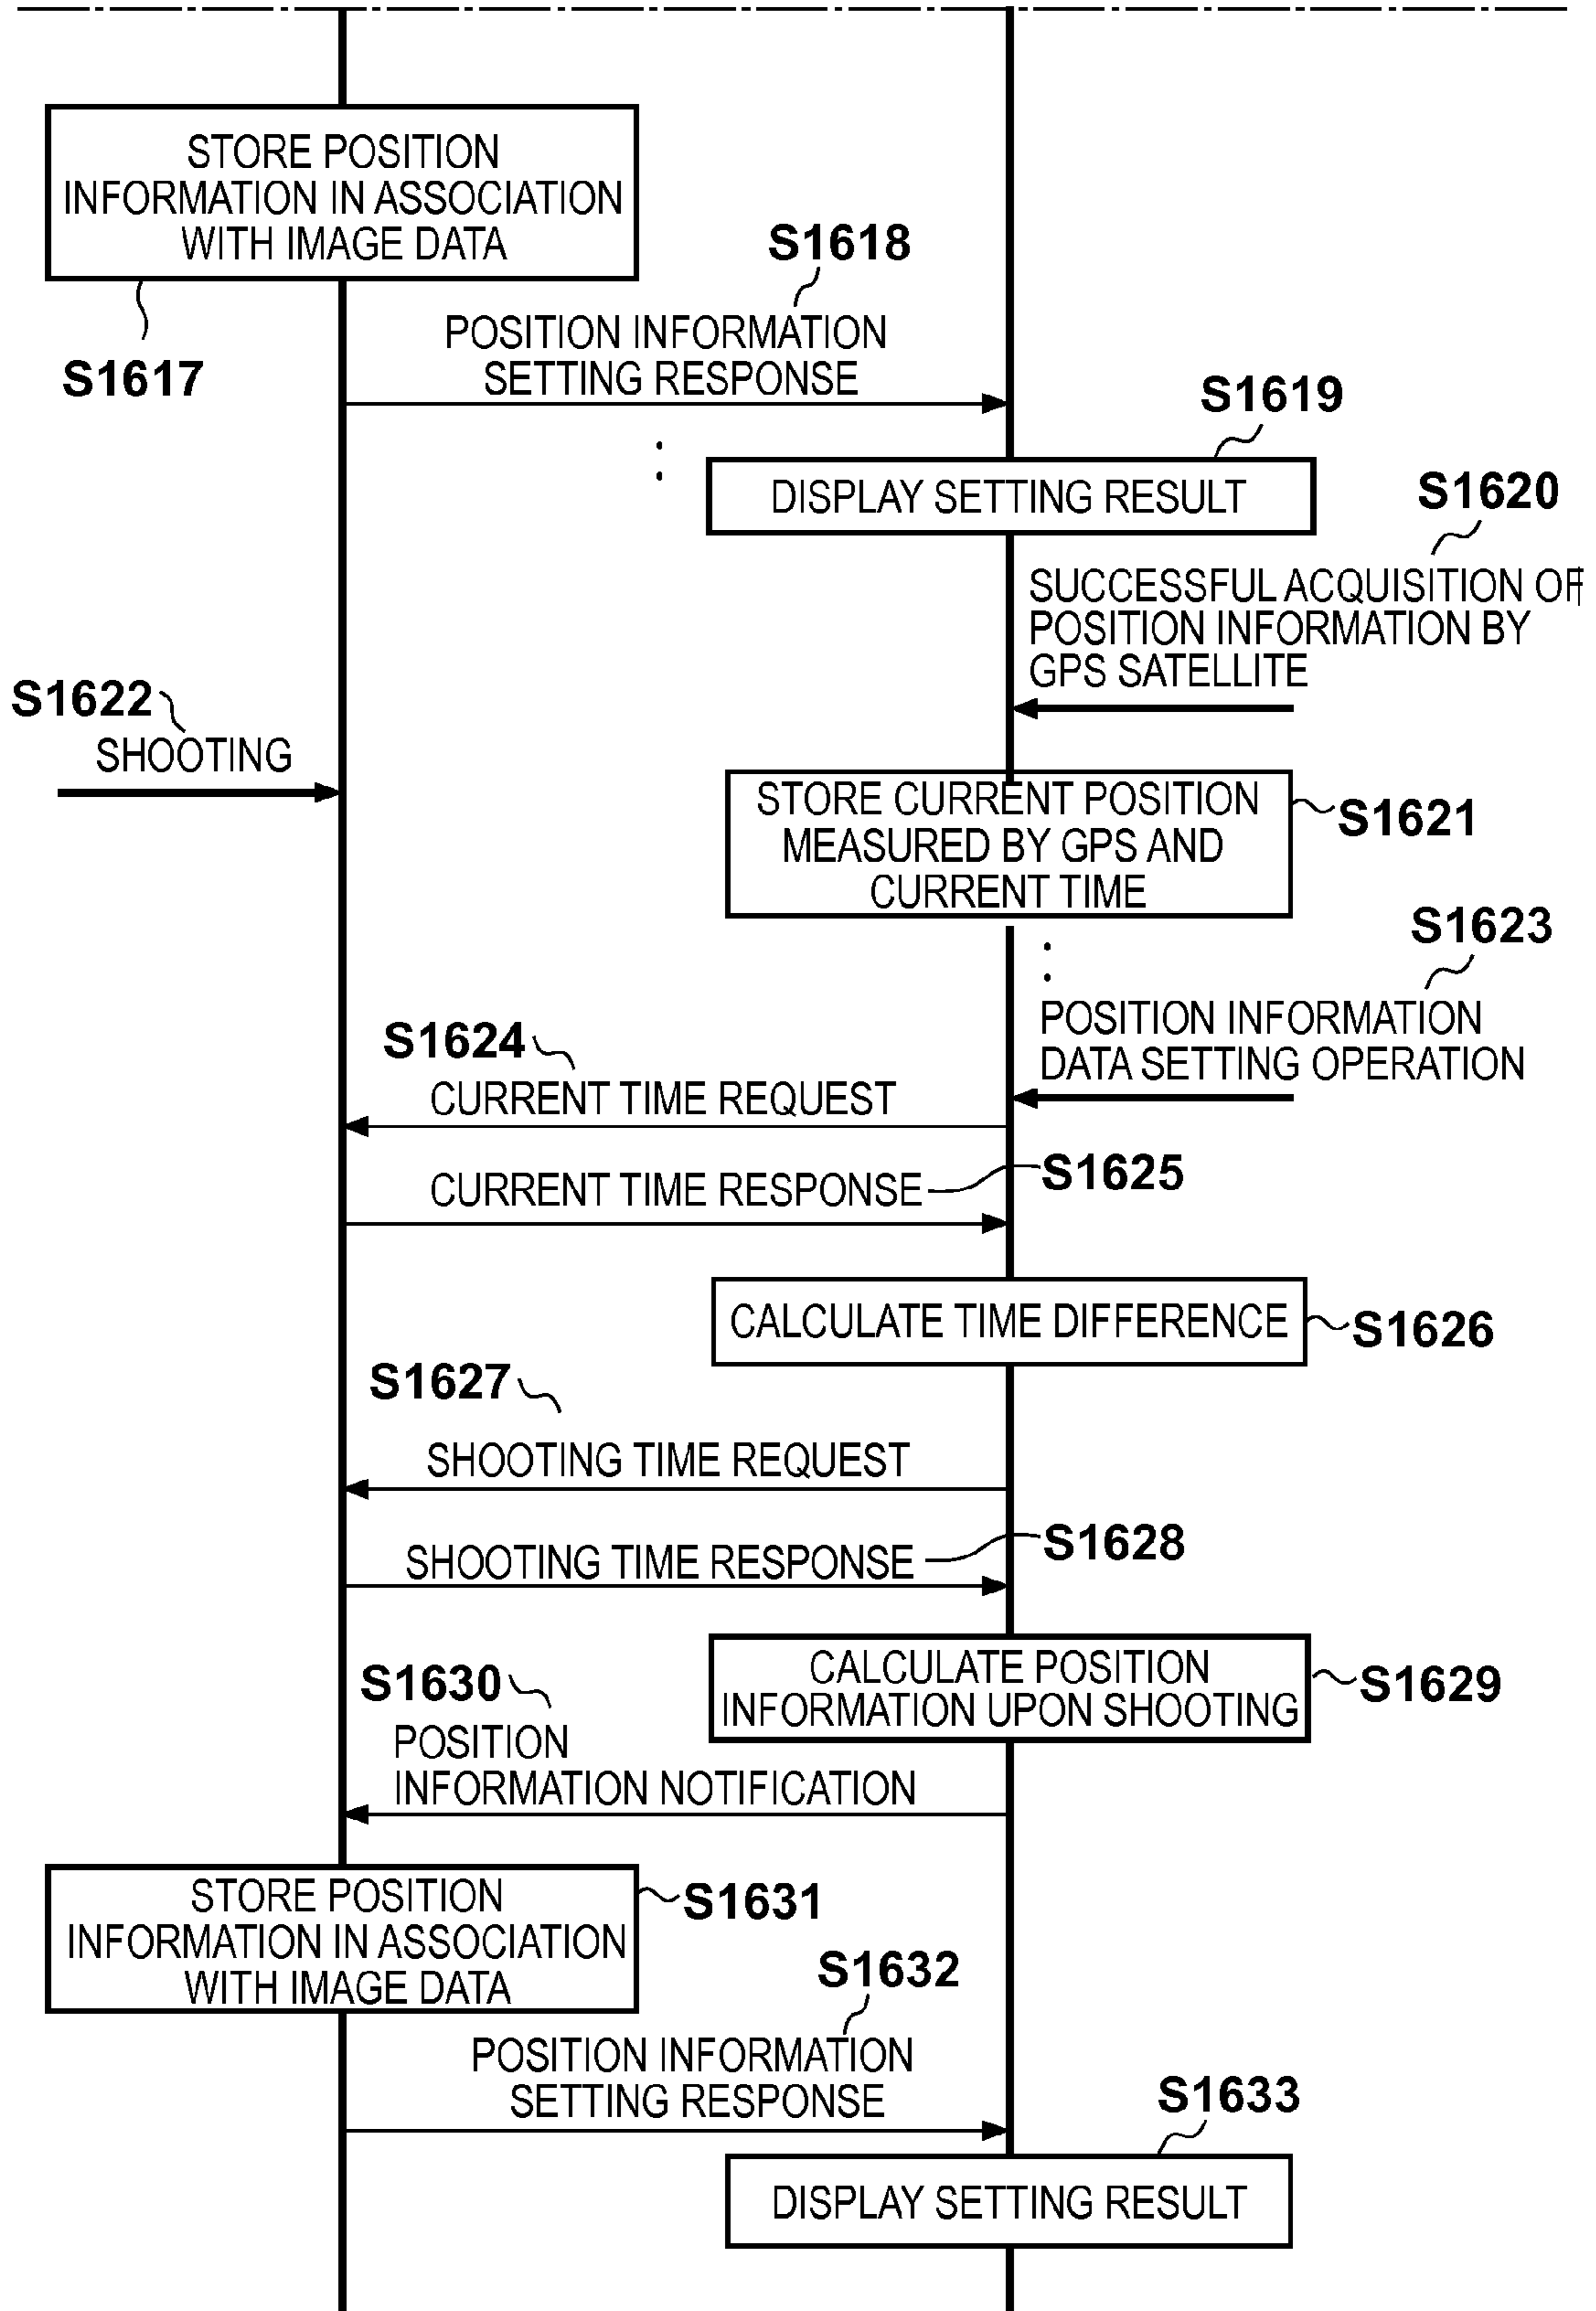 STORE POSITION
INFORMATION IN ASSOCIATION
WITH IMAGE DATA
S1617
S1618
POSITION INFORMATION
SETTING RESPONSE
S1619
DISPLAY SETTING RESULT
S1620
SUCCESSFUL ACQUISITION OF
POSITION INFORMATION BY
GPS SATELLITE
S1622
SHOOTING
STORE CURRENT POSITION
MEASURED BY GPS AND
CURRENT TIME
S1621
S1623
POSITION INFORMATION
DATA SETTING OPERATION
S1624
CURRENT TIME REQUEST
CURRENT TIME RESPONSE
S1625
CALCULATE TIME DIFFERENCE
S1626
S1627
SHOOTING TIME REQUEST
SHOOTING TIME RESPONSE
S1628
CALCULATE POSITION
INFORMATION UPON SHOOTING
S1629
S1630
POSITION
INFORMATION NOTIFICATION
STORE POSITION
INFORMATION IN ASSOCIATION
WITH IMAGE DATA
S1631
S1632
POSITION INFORMATION
SETTING RESPONSE
S1633
DISPLAY SETTING RESULT